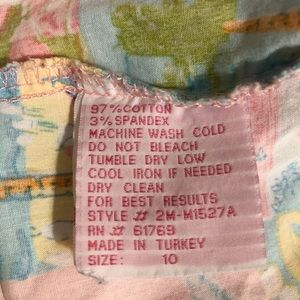 97%COTTON
3%SPANDEX
MACHINE WASH COLD
DO NOT BLEACH
TUMBLE DRY LOW
COOL IRON IF NEEDED
DRY CLEAN
FOR BEST RESULTS
STYLE # 2M-M1527A
RN # 61769
MADE IN TURKEY
SIZE: 10